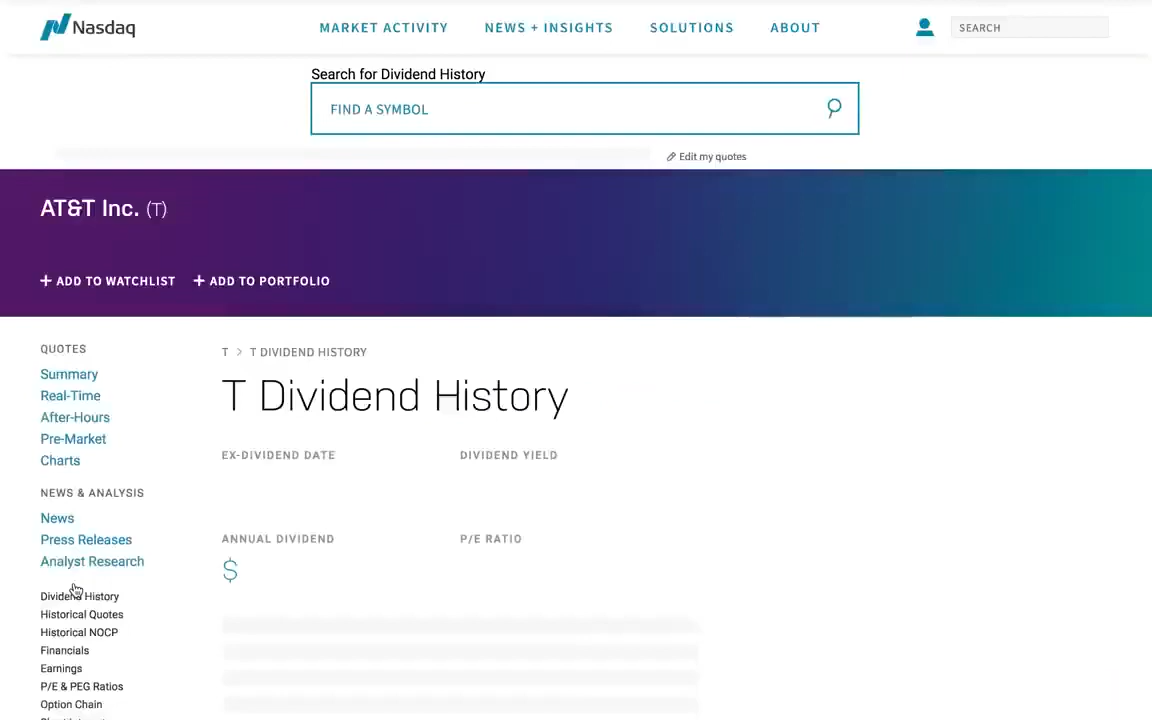 Nasdaq
MARKET ACTIVITY NEWS + INSIGHTS SOLUTIONS ABOUT SEARCH
Search for Dividend History
FIND A SYMBOL
Edit my quotes
AT&T Inc. (T)
+ ADD TO WATCHLIST + ADD TO PORTFOLIO
QUOTES
Summary
Real-Time
After-Hours
Pre-Market
Charts
NEWS & ANALYSIS
News
Press Releases
Analyst Research
Dividend History
Historical Quotes
Historical NOCP
Financials
Earnings
P/E & PEG Ratios
Option Chain
T > T DIVIDEND HISTORY
T Dividend History
EX-DIVIDEND DATE DIVIDEND YIELD
ANNUAL DIVIDEND P/E RATIO
$